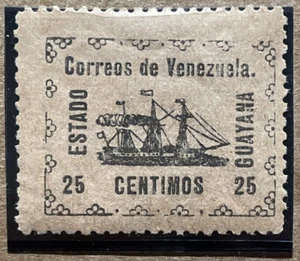 Correos de Venezuela.
ESTADO
GUAYANA
25 CENTIMOS 25